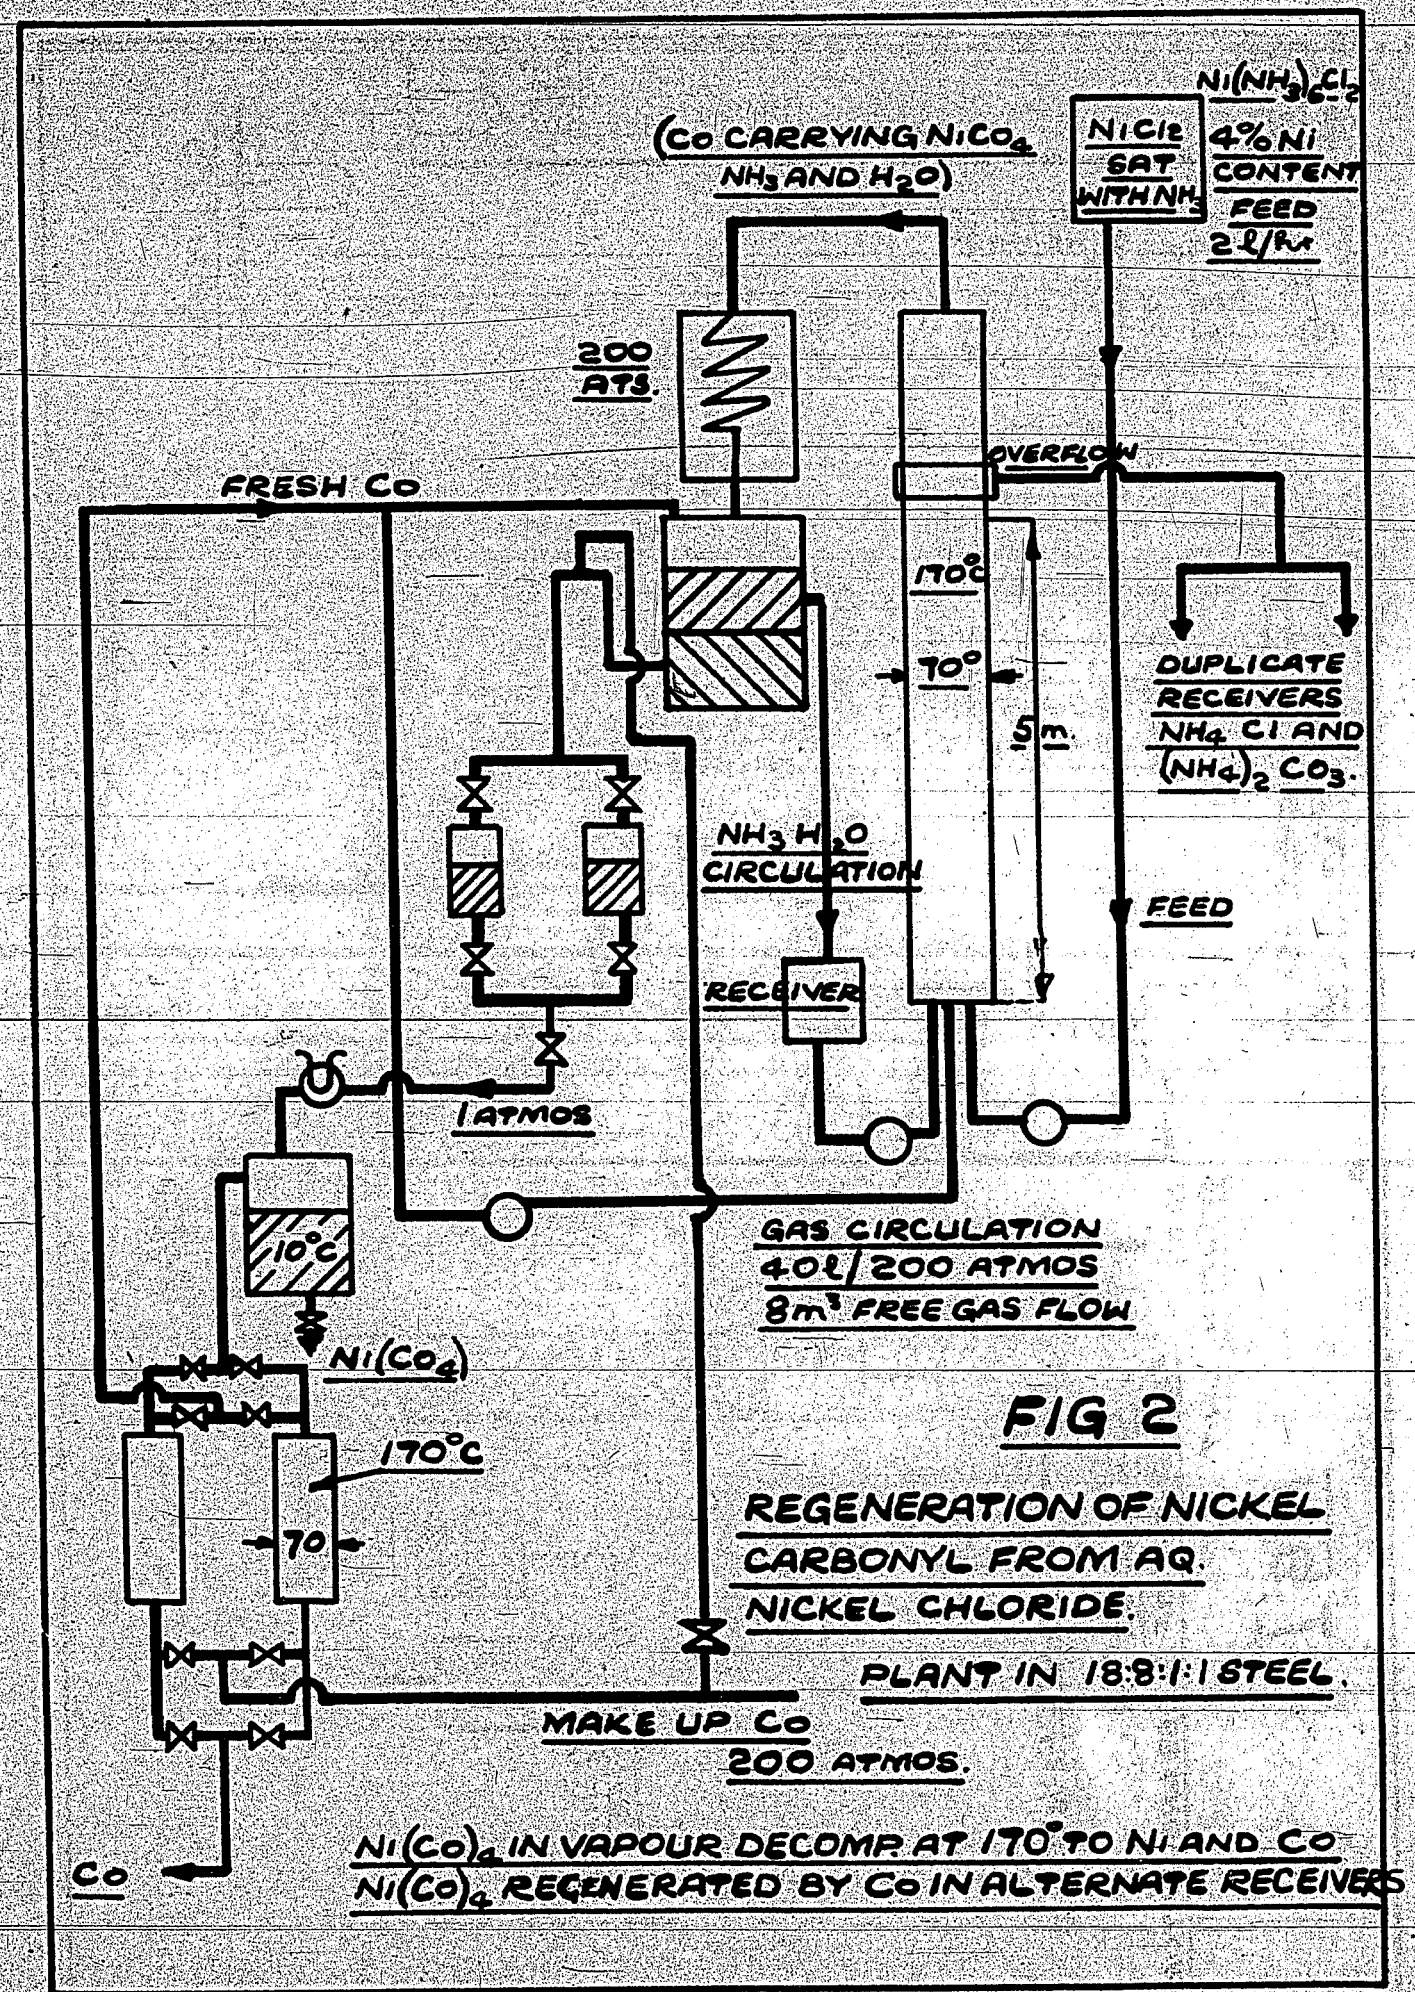 Ni(NH3)6Cl2
NiCl2
SAT
WITH NH3
4% Ni
CONTENT
FEED
2 l/Hr
(Co CARRYING NiCO4
NH3 AND H2O)
200
ATS.
OVERFLOW
FRESH Co
170°C
70°
5 m.
DUPLICATE
RECEIVERS
NH4 Cl AND
(NH4)2 CO3.
NH3 H2O
CIRCULATION
FEED
RECEIVER
1 ATMOS
10°C
GAS CIRCULATION
40 l/200 ATMOS
8 m3 FREE GAS FLOW
Ni(Co4)
170°C
70
FIG 2
REGENERATION OF NICKEL
CARBONYL FROM AQ.
NICKEL CHLORIDE.
PLANT IN 18:8:1:1 STEEL.
MAKE UP Co
200 ATMOS.
Co
Ni(Co)4 IN VAPOUR DECOMP. AT 170° TO Ni AND Co
Ni(Co)4 REGENERATED BY Co IN ALTERNATE RECEIVERS